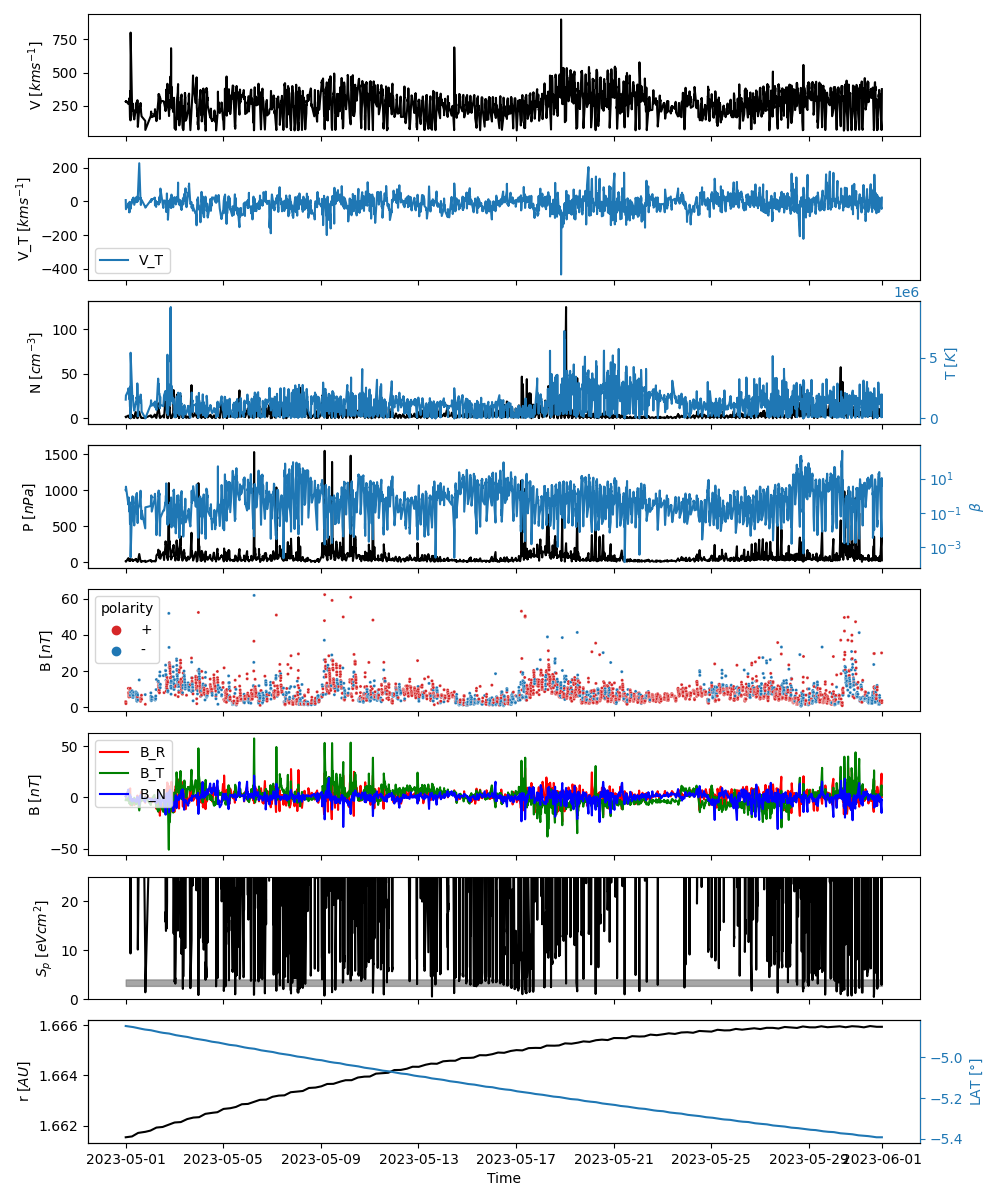 750
500
250
V [kms⁻¹]
200
0
−200
−400
V_T [kms⁻¹]
V_T
1e6
100
50
0
N [cm⁻³]
5
0
T [K]
1500
1000
500
0
P [nPa]
10¹
10⁻¹
10⁻³
β
60
40
20
0
B [nT]
polarity
+
-
50
0
−50
B [nT]
B_R
B_T
B_N
20
10
0
S_p [eVcm²]
1.666
1.664
1.662
r [AU]
−5.0
−5.2
−5.4
LAT [°]
2023-05-01 2023-05-05 2023-05-09 2023-05-13 2023-05-17 2023-05-21 2023-05-25 2023-05-29 2023-06-01
Time